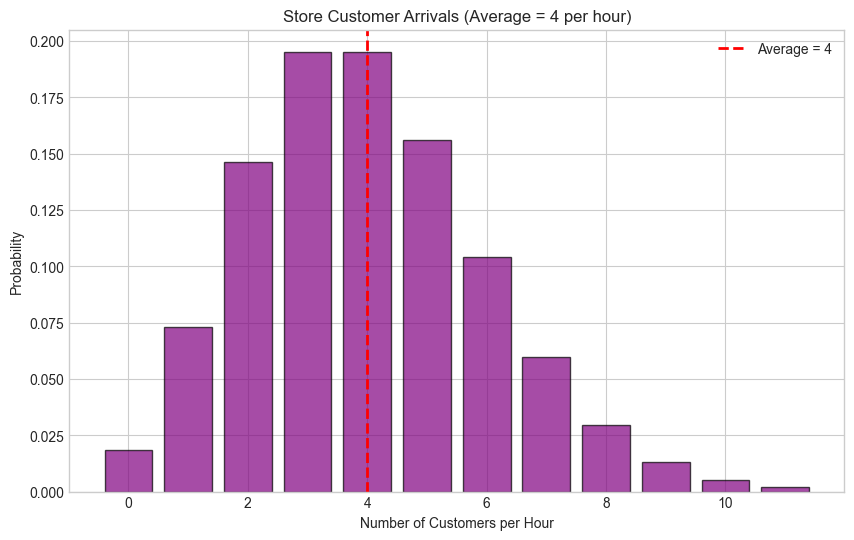 Store Customer Arrivals (Average = 4 per hour)
Average = 4
Probability
0.200
0.175
0.150
0.125
0.100
0.075
0.050
0.025
0.000
0 2 4 6 8 10
Number of Customers per Hour